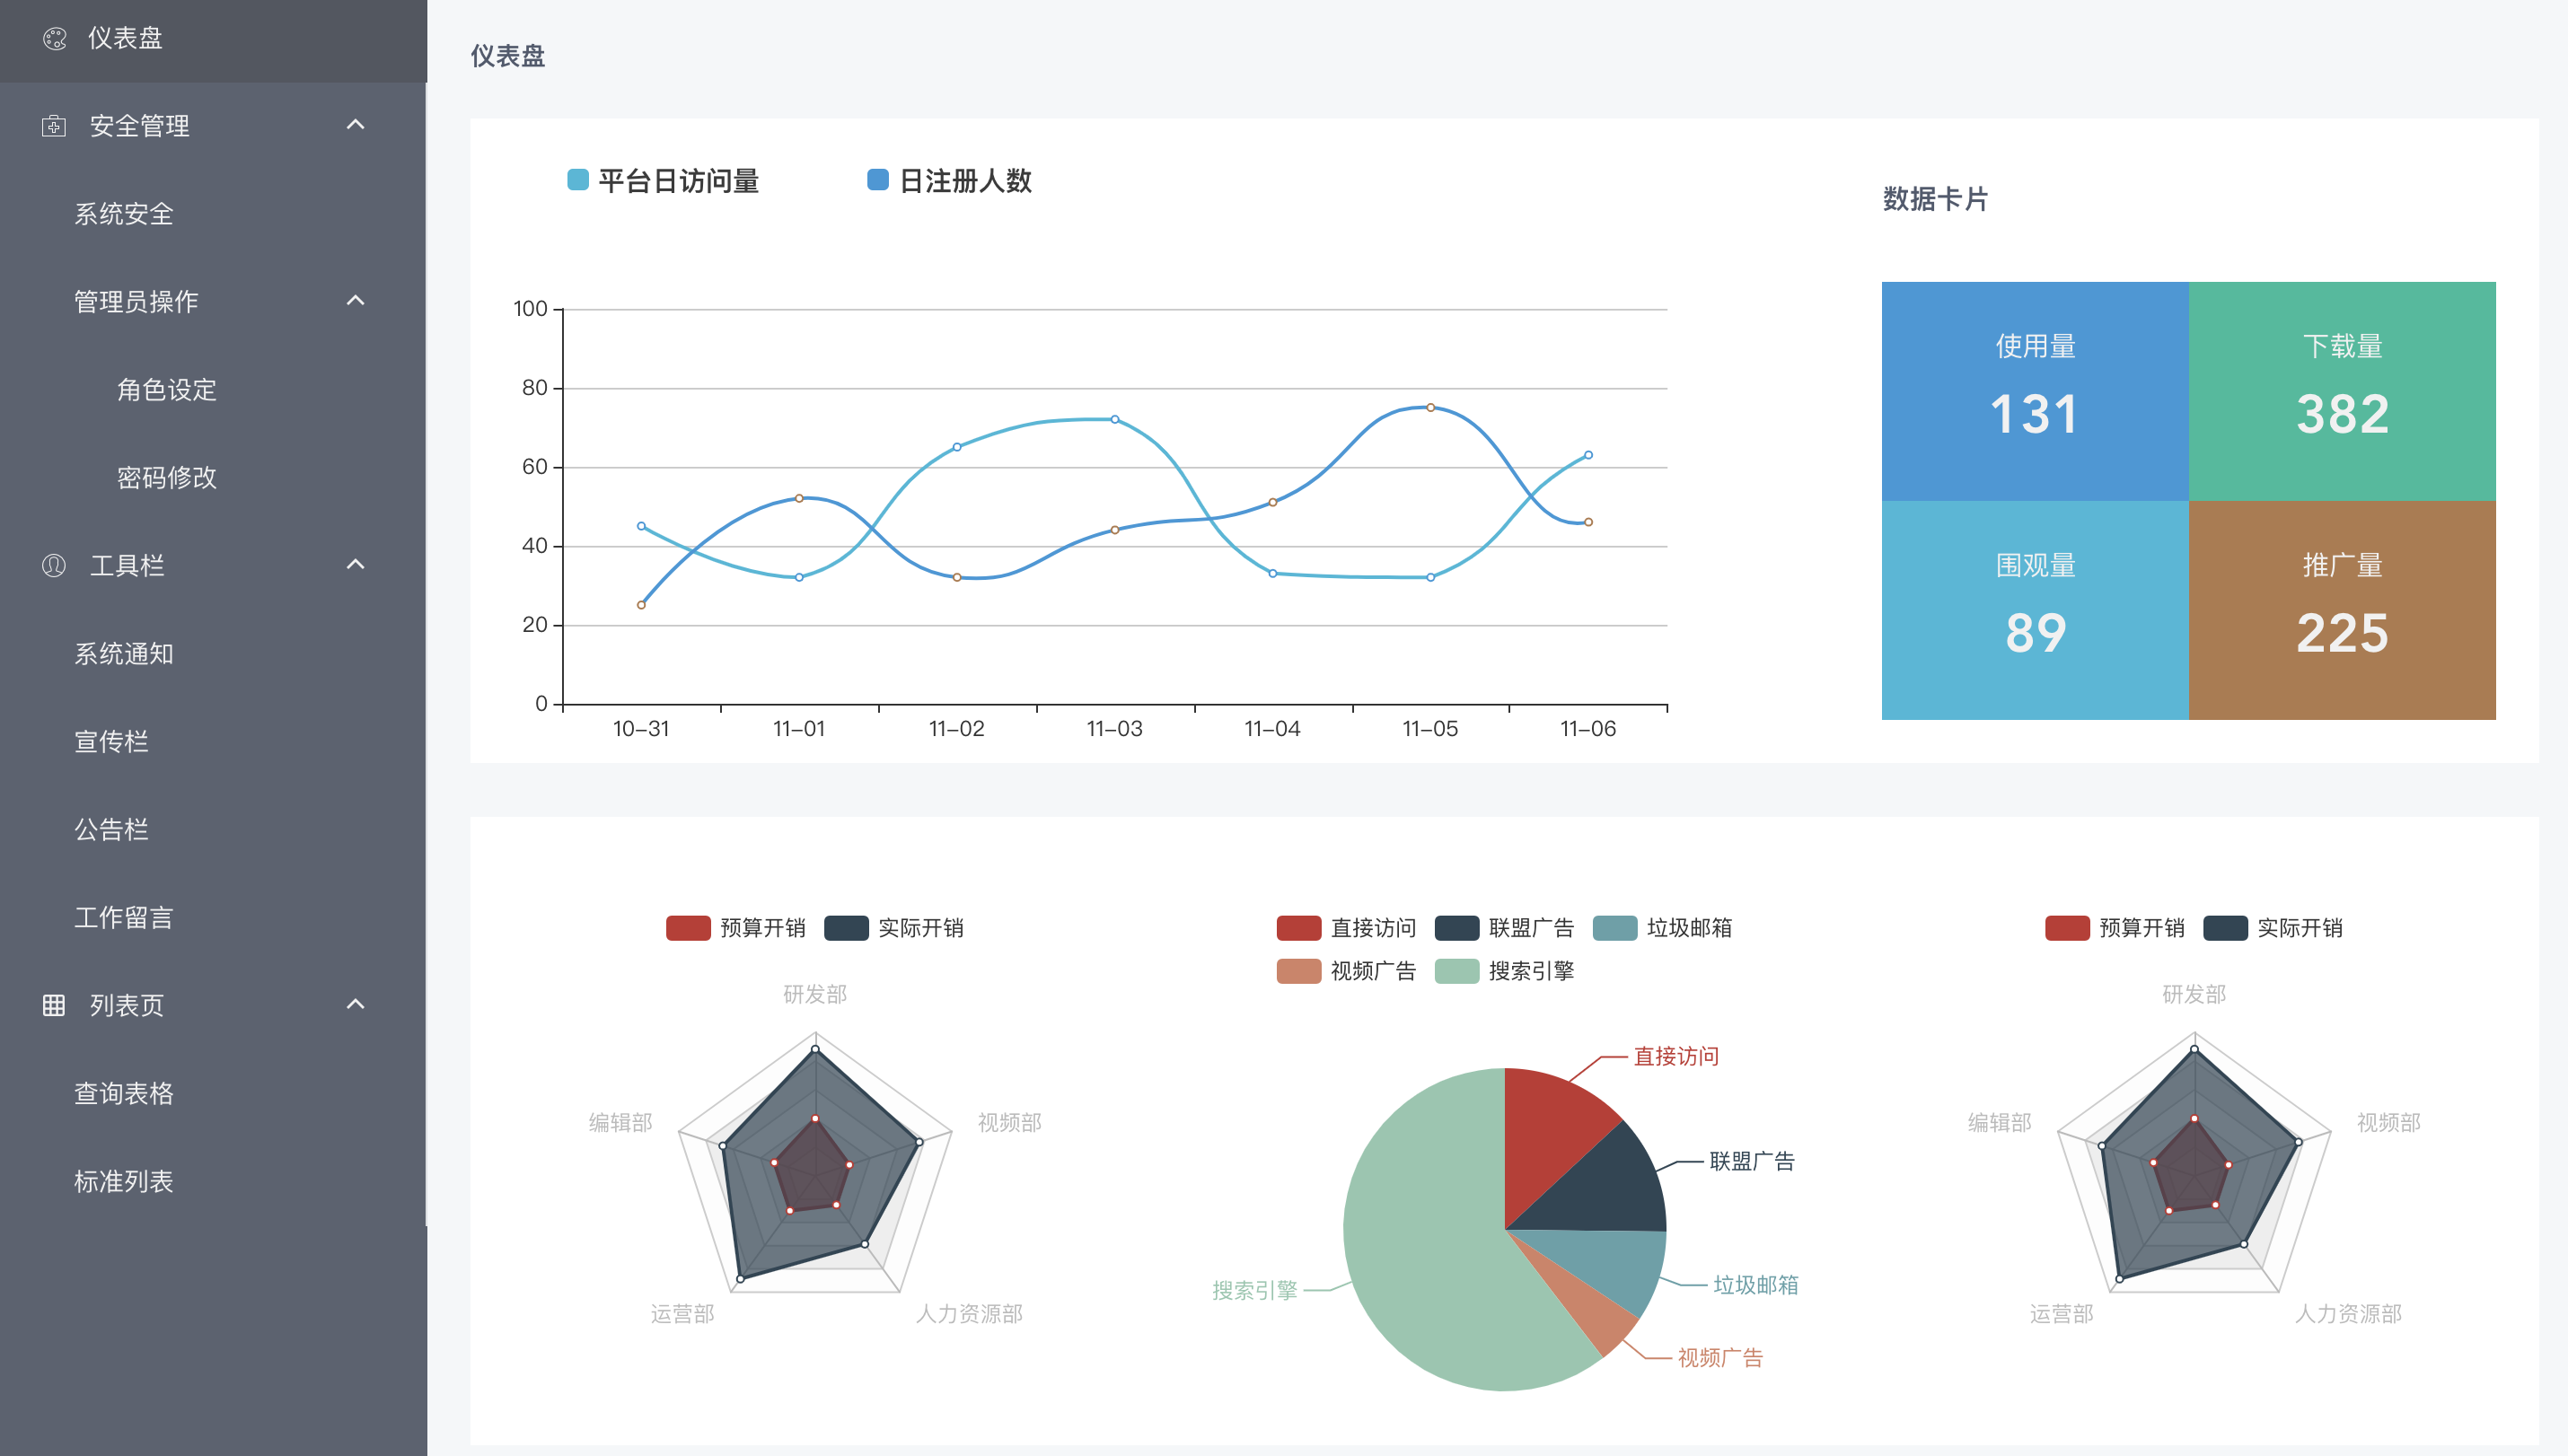 仪表盘
安全管理
系统安全
管理员操作
角色设定
密码修改
工具栏
系统通知
宣传栏
公告栏
工作留言
列表页
查询表格
标准列表
仪表盘
平台日访问量 日注册人数
100
80
60
40
20
0
10-31 11-01 11-02 11-03 11-04 11-05 11-06
数据卡片
使用量 下载量
131 382
围观量 推广量
89 225
预算开销 实际开销
研发部
编辑部 视频部
运营部 人力资源部
直接访问 联盟广告 垃圾邮箱
视频广告 搜索引擎
直接访问
联盟广告
垃圾邮箱
搜索引擎
视频广告
预算开销 实际开销
研发部
编辑部 视频部
运营部 人力资源部